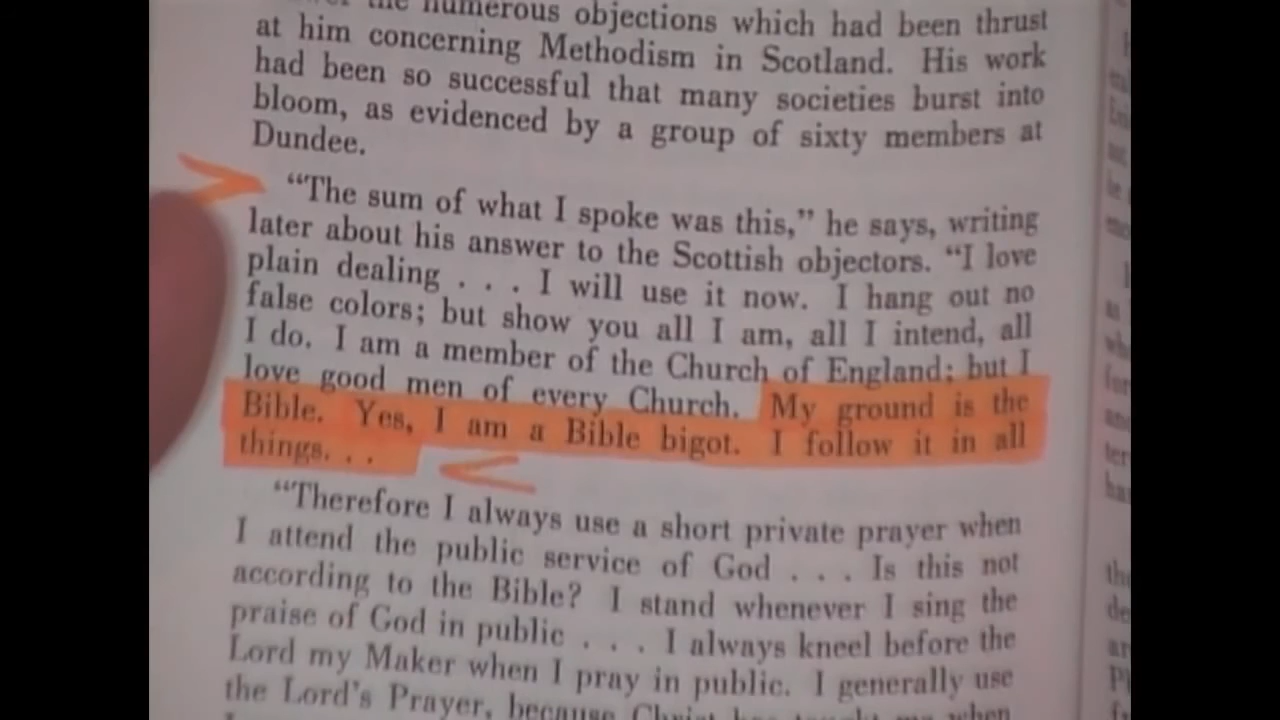 the numerous objections which had been thrust
at him concerning Methodism in Scotland. His work
had been so successful that many societies burst into
bloom, as evidenced by a group of sixty members at
Dundee.
“The sum of what I spoke was this,” he says, writing
later about his answer to the Scottish objectors. “I love
plain dealing . . . I will use it now. I hang out no
false colors; but show you all I am, all I intend, all
I do. I am a member of the Church of England; but I
love good men of every Church. My ground is the
Bible. Yes, I am a Bible bigot. I follow it in all
things. . .
“Therefore I always use a short private prayer when
I attend the public service of God . . . Is this not
according to the Bible? I stand whenever I sing the
praise of God in public . . . I always kneel before the
Lord my Maker when I pray in public. I generally use
the Lord's Prayer, because Christ has taught me when